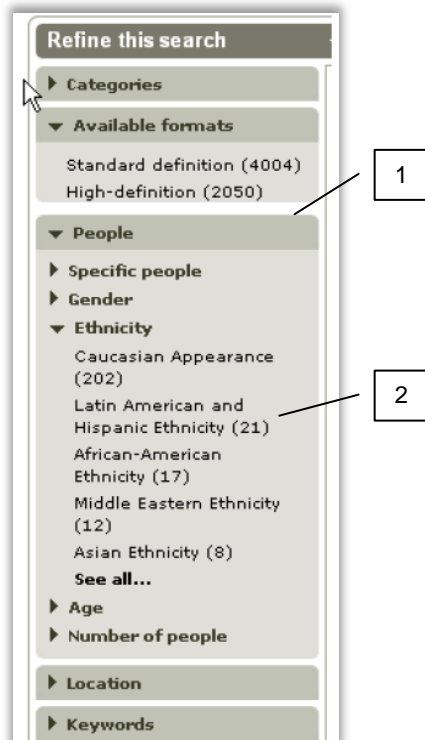 Refine this search
Categories
Available formats
Standard definition (4004)
High-definition (2050)
1
People
Specific people
Gender
Ethnicity
Caucasian Appearance
(202)
Latin American and
Hispanic Ethnicity (21)
2
African-American
Ethnicity (17)
Middle Eastern Ethnicity
(12)
Asian Ethnicity (8)
See all...
Age
Number of people
Location
Keywords